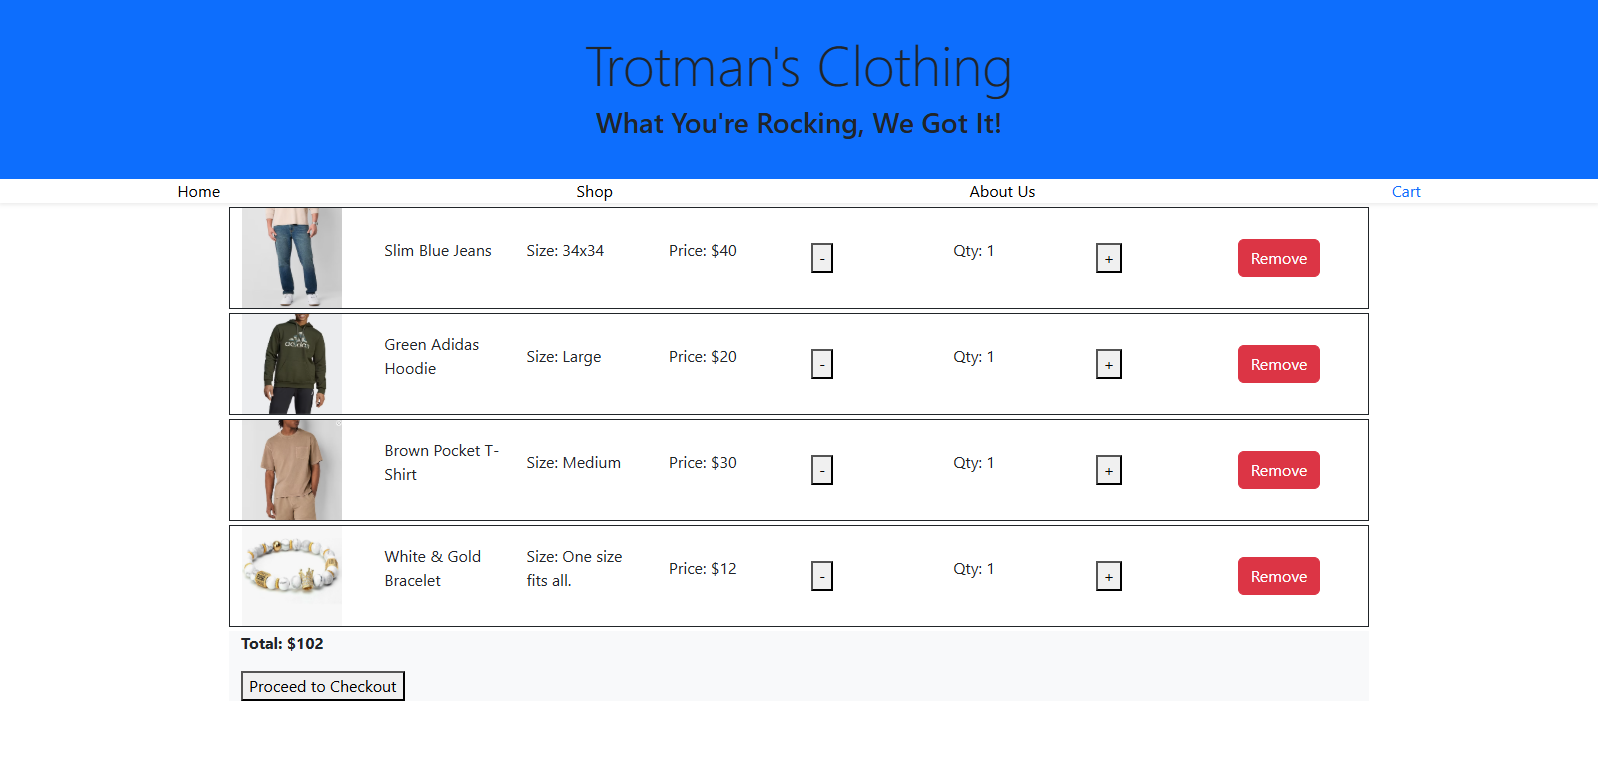 Trotman's Clothing
What You're Rocking, We Got It!
Home Shop About Us Cart
Slim Blue Jeans Size: 34x34 Price: $40 - Qty: 1 + Remove
adidas
Green Adidas
Hoodie
Size: Large Price: $20 - Qty: 1 + Remove
Brown Pocket T-
Shirt
Size: Medium Price: $30 - Qty: 1 + Remove
White & Gold
Bracelet
Size: One size
fits all.
Price: $12 - Qty: 1 + Remove
Total: $102
Proceed to Checkout